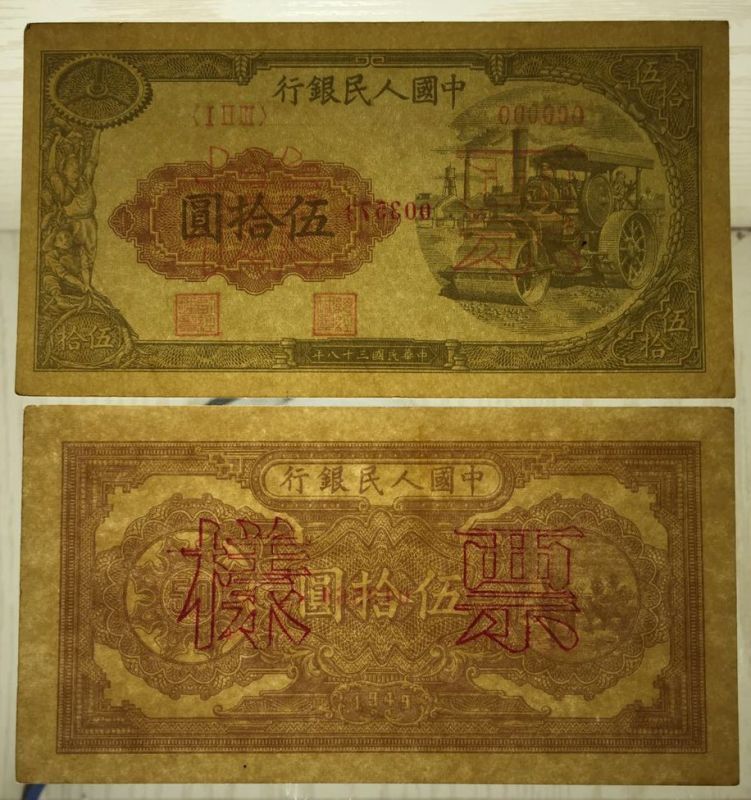 中國人民銀行
〈III II I〉 000000
伍拾
伍拾圓
伍拾
伍拾
中華民國三十八年
中國人民銀行
樣票
伍拾圓
1949